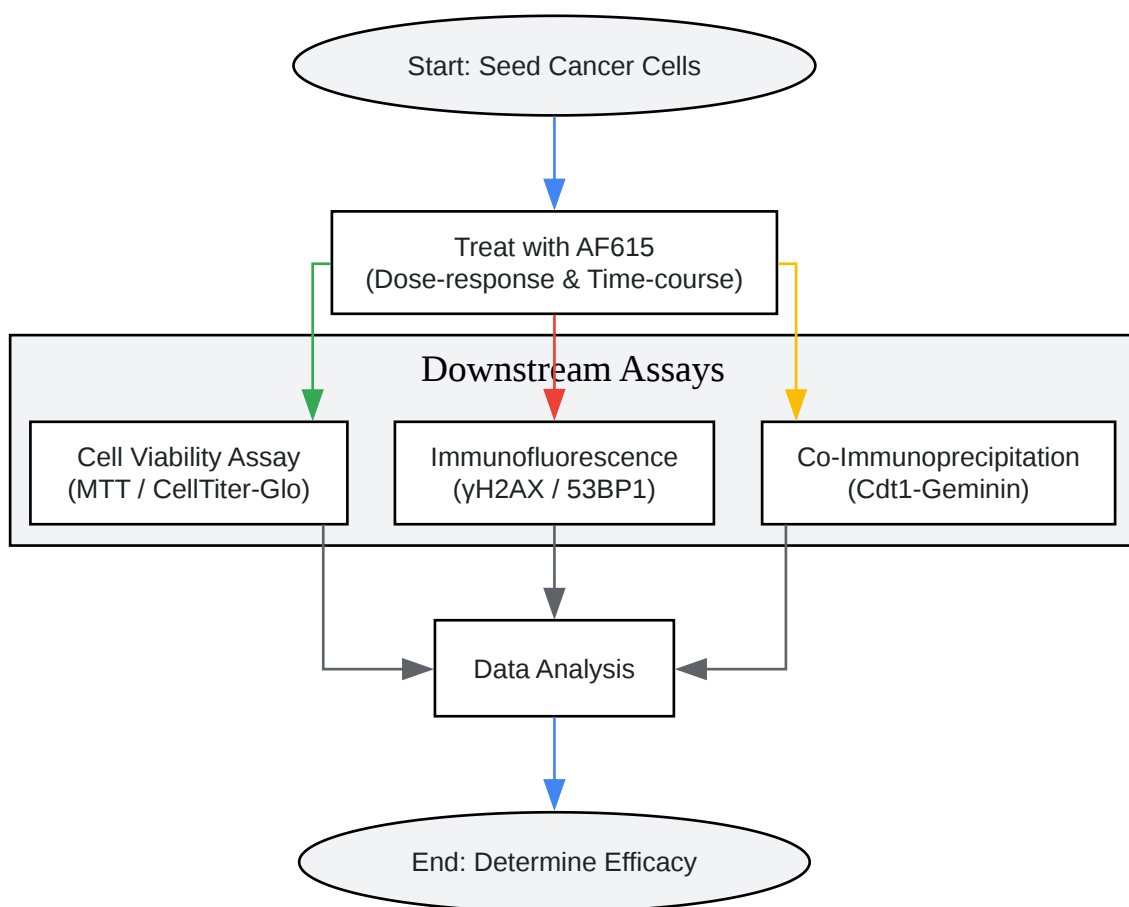 Start: Seed Cancer Cells
Treat with AF615
(Dose-response & Time-course)
Downstream Assays
Cell Viability Assay
(MTT / CellTiter-Glo)
Immunofluorescence
(γH2AX / 53BP1)
Co-Immunoprecipitation
(Cdt1-Geminin)
Data Analysis
End: Determine Efficacy